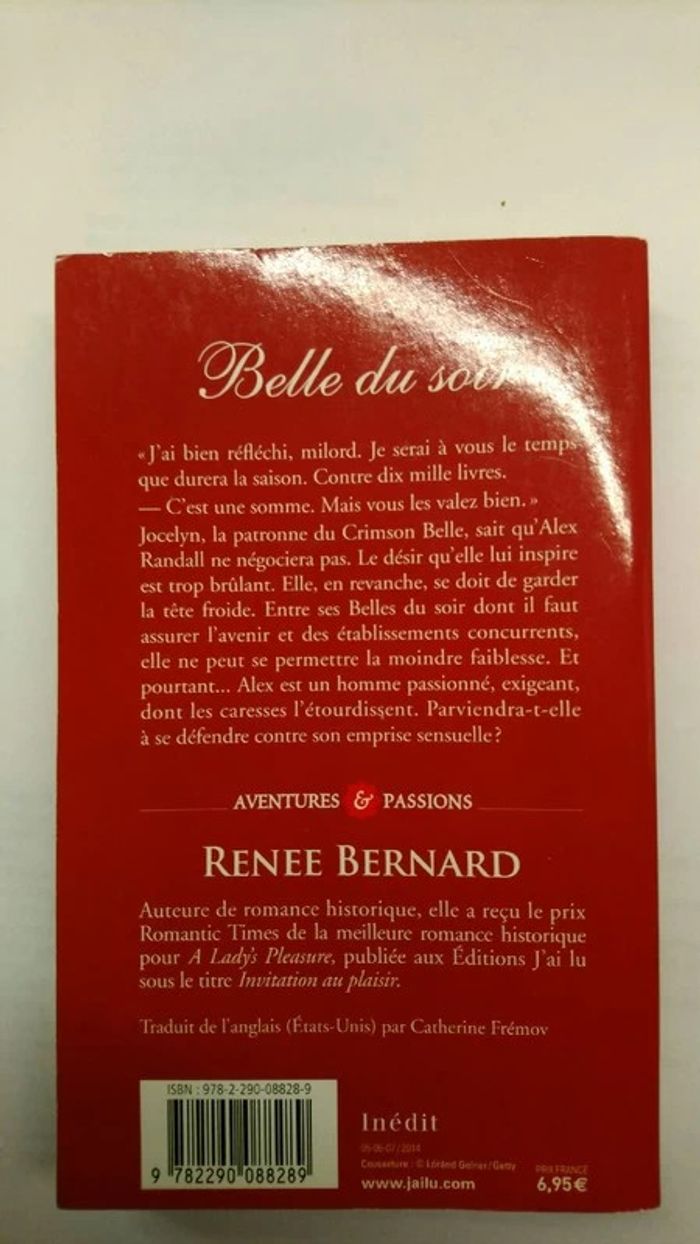 Belle du soir
«J'ai bien réfléchi, milord. Je serai à vous le temps
que durera la saison. Contre dix mille livres.
— C'est une somme. Mais vous les valez bien.»
Jocelyn, la patronne du Crimson Belle, sait qu'Alex
Randall ne négociera pas. Le désir qu'elle lui inspire
est trop brûlant. Elle, en revanche, se doit de garder
la tête froide. Entre ses Belles du soir dont il faut
assurer l'avenir et des établissements concurrents,
elle ne peut se permettre la moindre faiblesse. Et
pourtant... Alex est un homme passionné, exigeant,
dont les caresses l'étourdissent. Parviendra-t-elle
à se défendre contre son emprise sensuelle?
AVENTURES & PASSIONS
RENEE BERNARD
Auteure de romance historique, elle a reçu le prix
Romantic Times de la meilleure romance historique
pour A Lady's Pleasure, publiée aux Éditions J'ai lu
sous le titre Invitation au plaisir.
Traduit de l'anglais (États-Unis) par Catherine Frémov
ISBN : 978-2-290-08828-9
9 782290 088289
Inédit
05-06-07/2014
Couverture : © Lóránd Gelner/Getty
www.jailu.com
PRIX FRANCE
6,95€